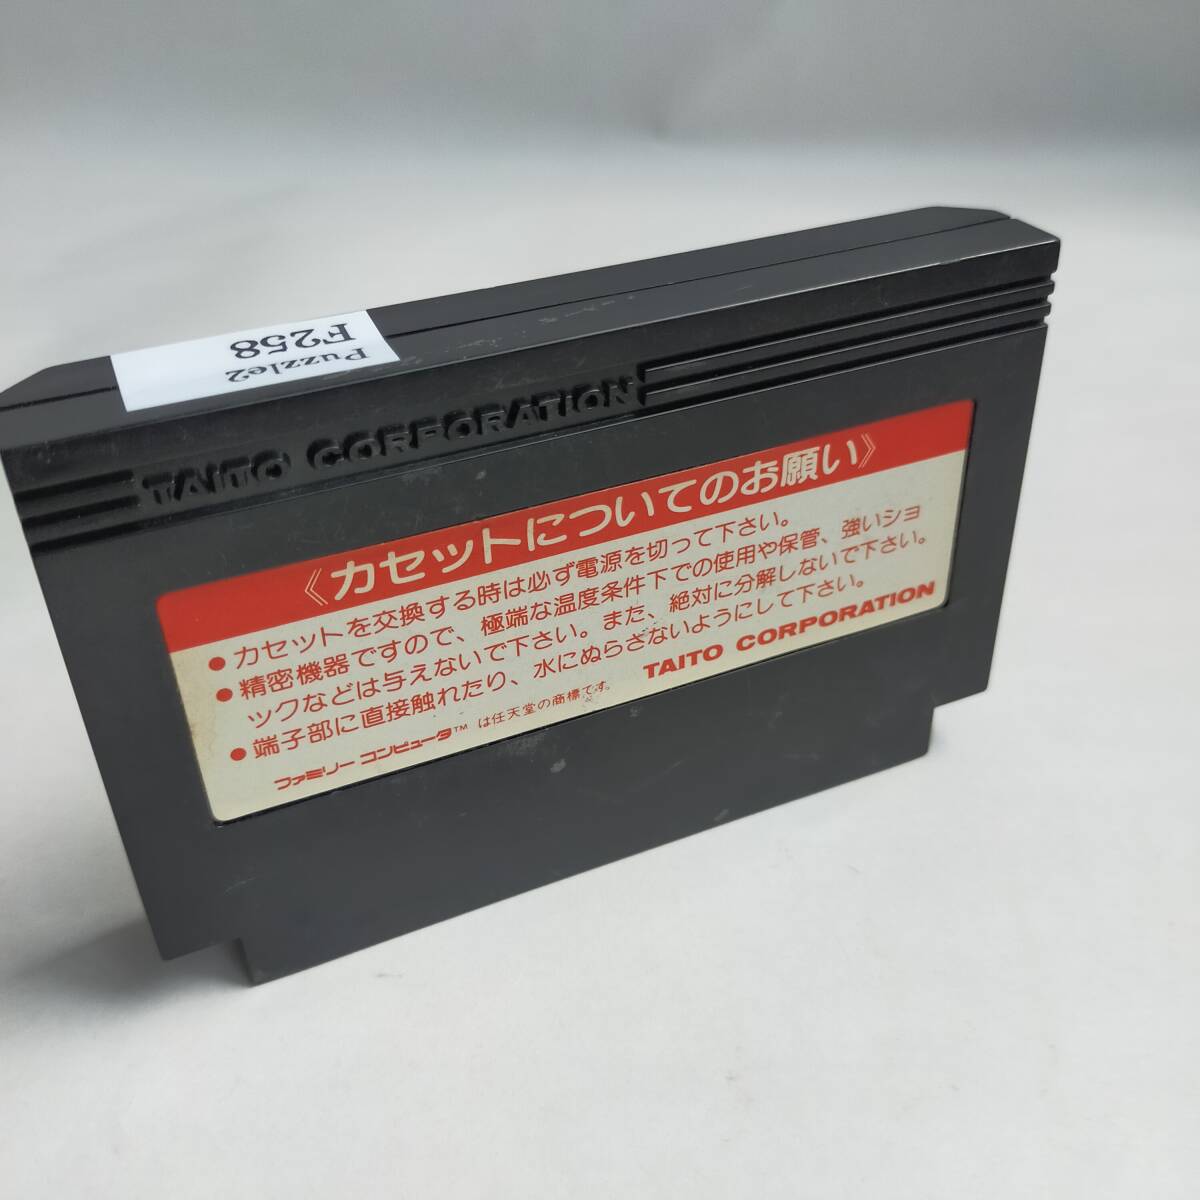 Puzzle2
F258
TAITO CORPORATION
《カセットについてのお願い》
●カセットを交換する時は必ず電源を切って下さい。
●精密機器ですので、極端な温度条件下での使用や保管、強いショ
ックなどは与えないで下さい。また、絶対に分解しないで下さい。
●端子部に直接触れたり、水にぬらさないようにして下さい。
ファミリー コンピュータ™ は任天堂の商標です。
TAITO CORPORATION